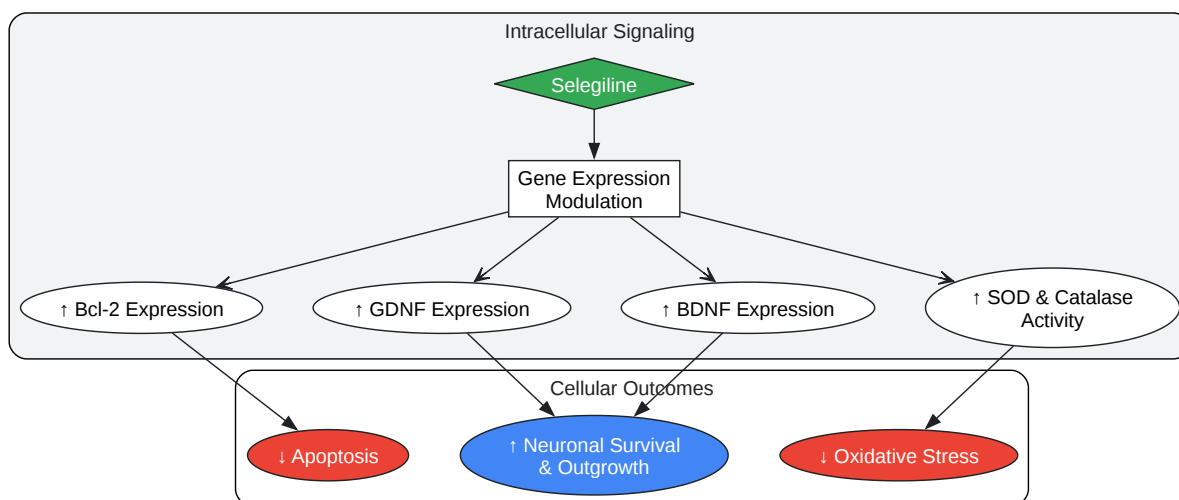 Intracellular Signaling
Selegiline
Gene Expression
Modulation
↑ Bcl-2 Expression
↑ GDNF Expression
↑ BDNF Expression
↑ SOD & Catalase
Activity
Cellular Outcomes
↓ Apoptosis
↑ Neuronal Survival
& Outgrowth
↓ Oxidative Stress